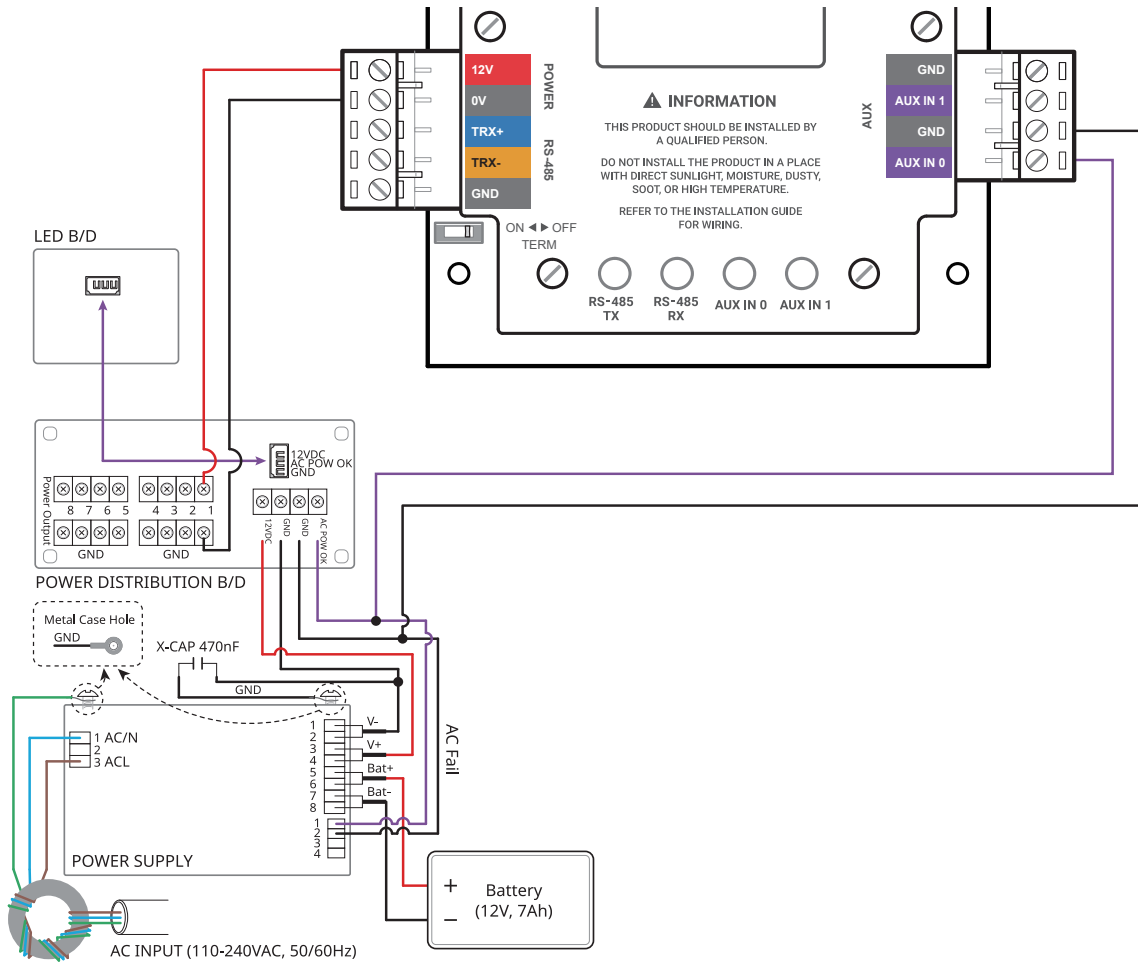 12V
0V
TRX+
TRX-
GND
POWER
RS-485
INFORMATION
THIS PRODUCT SHOULD BE INSTALLED BY
A QUALIFIED PERSON.
DO NOT INSTALL THE PRODUCT IN A PLACE
WITH DIRECT SUNLIGHT, MOISTURE, DUSTY,
SOOT, OR HIGH TEMPERATURE.
REFER TO THE INSTALLATION GUIDE
FOR WIRING.
AUX
GND
AUX IN 1
GND
AUX IN 0
ON ◀ ▶ OFF
TERM
RS-485
TX
RS-485
RX
AUX IN 0
AUX IN 1
LED B/D
12VDC
AC POW OK
GND
Power Output
8 7 6 5
4 3 2 1
GND
GND
12VDC
GND
GND
AC POW OK
POWER DISTRIBUTION B/D
Metal Case Hole
GND
X-CAP 470nF
GND
1 AC/N
2
3 ACL
1
2
3
4
5
6
7
8
V-
V+
Bat+
Bat-
AC Fail
1
2
3
4
POWER SUPPLY
+
−
Battery
(12V, 7Ah)
AC INPUT (110-240VAC, 50/60Hz)